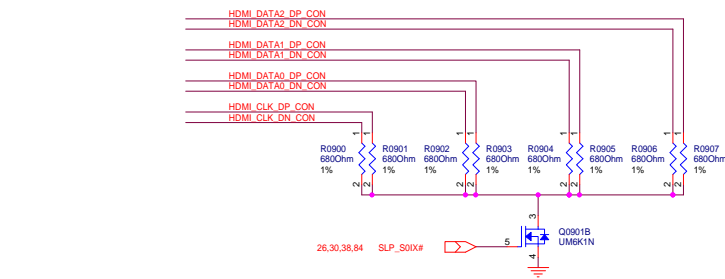 HDMI_DATA2_DP_CON
HDMI_DATA2_DN_CON
HDMI_DATA1_DP_CON
HDMI_DATA1_DN_CON
HDMI_DATA0_DP_CON
HDMI_DATA0_DN_CON
HDMI_CLK_DP_CON
HDMI_CLK_DN_CON
1 1 1 1 1 1 1 1
R0900 R0901 R0902 R0903 R0904 R0905 R0906 R0907
680Ohm 680Ohm 680Ohm 680Ohm 680Ohm 680Ohm 680Ohm 680Ohm
1% 1% 1% 1% 1% 1% 1% 1%
2 2 2 2 2 2 2 2
3
Q0901B
26,30,38,84 SLP_S0IX# 5 UM6K1N
4